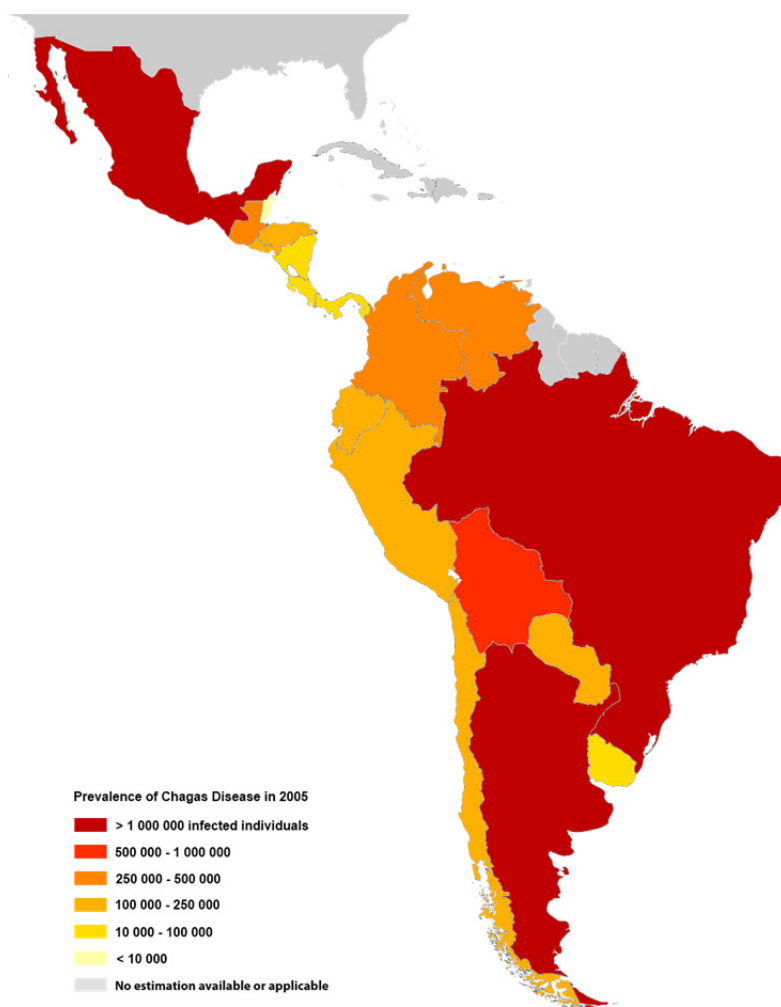 Prevalence of Chagas Disease in 2005
> 1 000 000 infected individuals
500 000 - 1 000 000
250 000 - 500 000
100 000 - 250 000
10 000 - 100 000
< 10 000
No estimation available or applicable